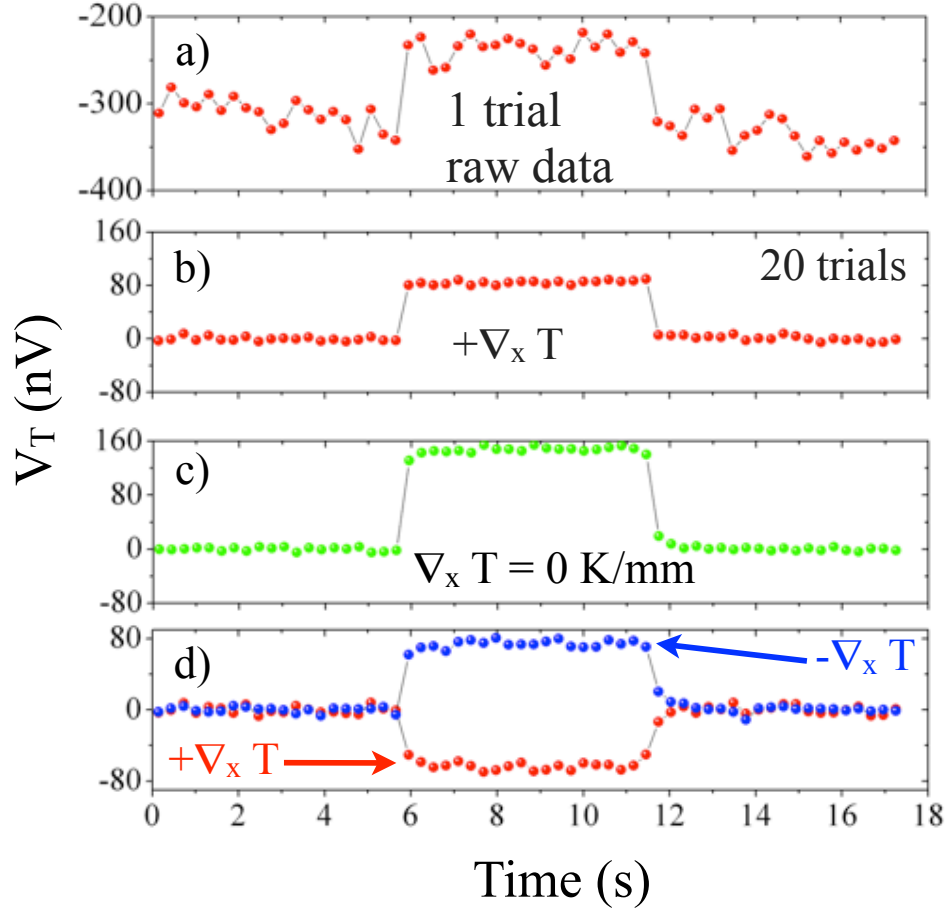 V_T (nV)
-200
-300
-400
a)
1 trial
raw data
160
80
0
-80
b)
20 trials
+∇ₓ T
160
80
0
-80
c)
∇ₓ T = 0 K/mm
80
0
-80
d)
-∇ₓ T
+∇ₓ T
0 2 4 6 8 10 12 14 16 18
Time (s)